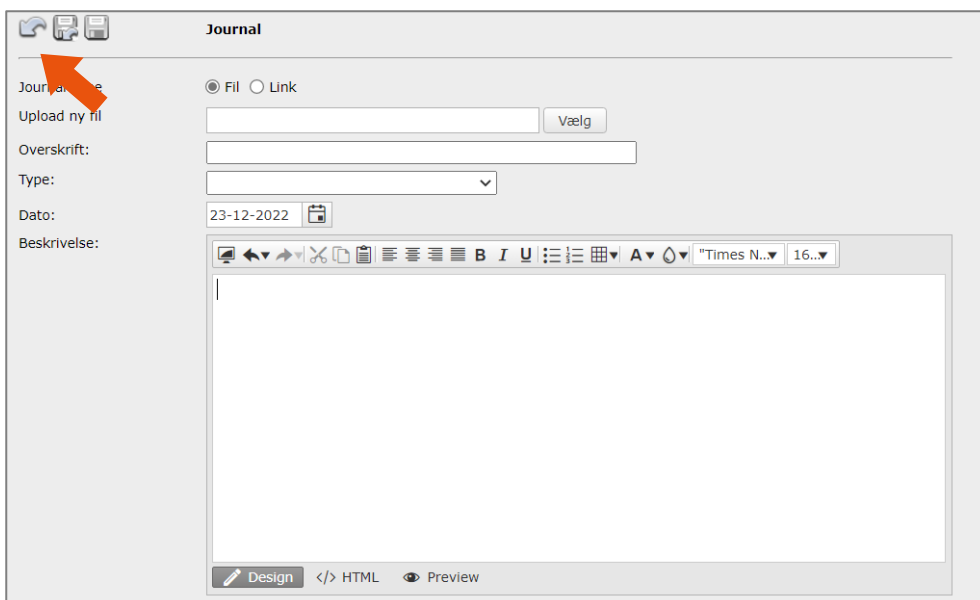 Journal
Fil Link
Upload ny fil Vælg
Overskrift:
Type:
Dato: 23-12-2022
Beskrivelse:
B I U A "Times N... 16...
Design </> HTML Preview